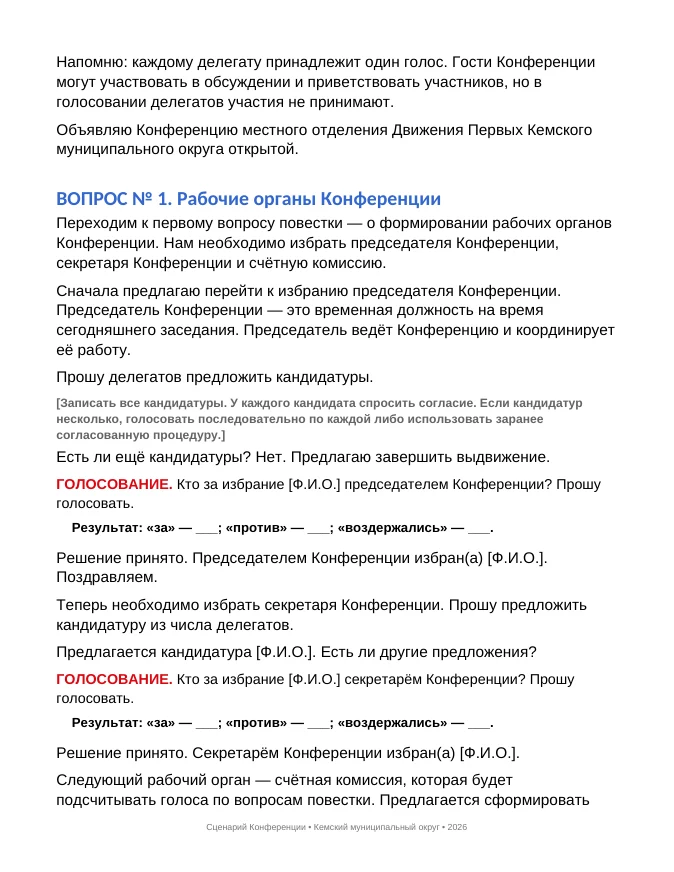 Напомню: каждому делегату принадлежит один голос. Гости Конференции
могут участвовать в обсуждении и приветствовать участников, но в
голосовании делегатов участия не принимают.
Объявляю Конференцию местного отделения Движения Первых Кемского
муниципального округа открытой.
ВОПРОС № 1. Рабочие органы Конференции
Переходим к первому вопросу повестки — о формировании рабочих органов
Конференции. Нам необходимо избрать председателя Конференции,
секретаря Конференции и счётную комиссию.
Сначала предлагаю перейти к избранию председателя Конференции.
Председатель Конференции — это временная должность на время
сегодняшнего заседания. Председатель ведёт Конференцию и координирует
её работу.
Прошу делегатов предложить кандидатуры.
[Записать все кандидатуры. У каждого кандидата спросить согласие. Если кандидатур
несколько, голосовать последовательно по каждой либо использовать заранее
согласованную процедуру.]
Есть ли ещё кандидатуры? Нет. Предлагаю завершить выдвижение.
ГОЛОСОВАНИЕ. Кто за избрание [Ф.И.О.] председателем Конференции? Прошу
голосовать.
Результат: «за» — ___; «против» — ___; «воздержались» — ___.
Решение принято. Председателем Конференции избран(а) [Ф.И.О.].
Поздравляем.
Теперь необходимо избрать секретаря Конференции. Прошу предложить
кандидатуру из числа делегатов.
Предлагается кандидатура [Ф.И.О.]. Есть ли другие предложения?
ГОЛОСОВАНИЕ. Кто за избрание [Ф.И.О.] секретарём Конференции? Прошу
голосовать.
Результат: «за» — ___; «против» — ___; «воздержались» — ___.
Решение принято. Секретарём Конференции избран(а) [Ф.И.О.].
Следующий рабочий орган — счётная комиссия, которая будет
подсчитывать голоса по вопросам повестки. Предлагается сформировать
Сценарий Конференции • Кемский муниципальный округ • 2026